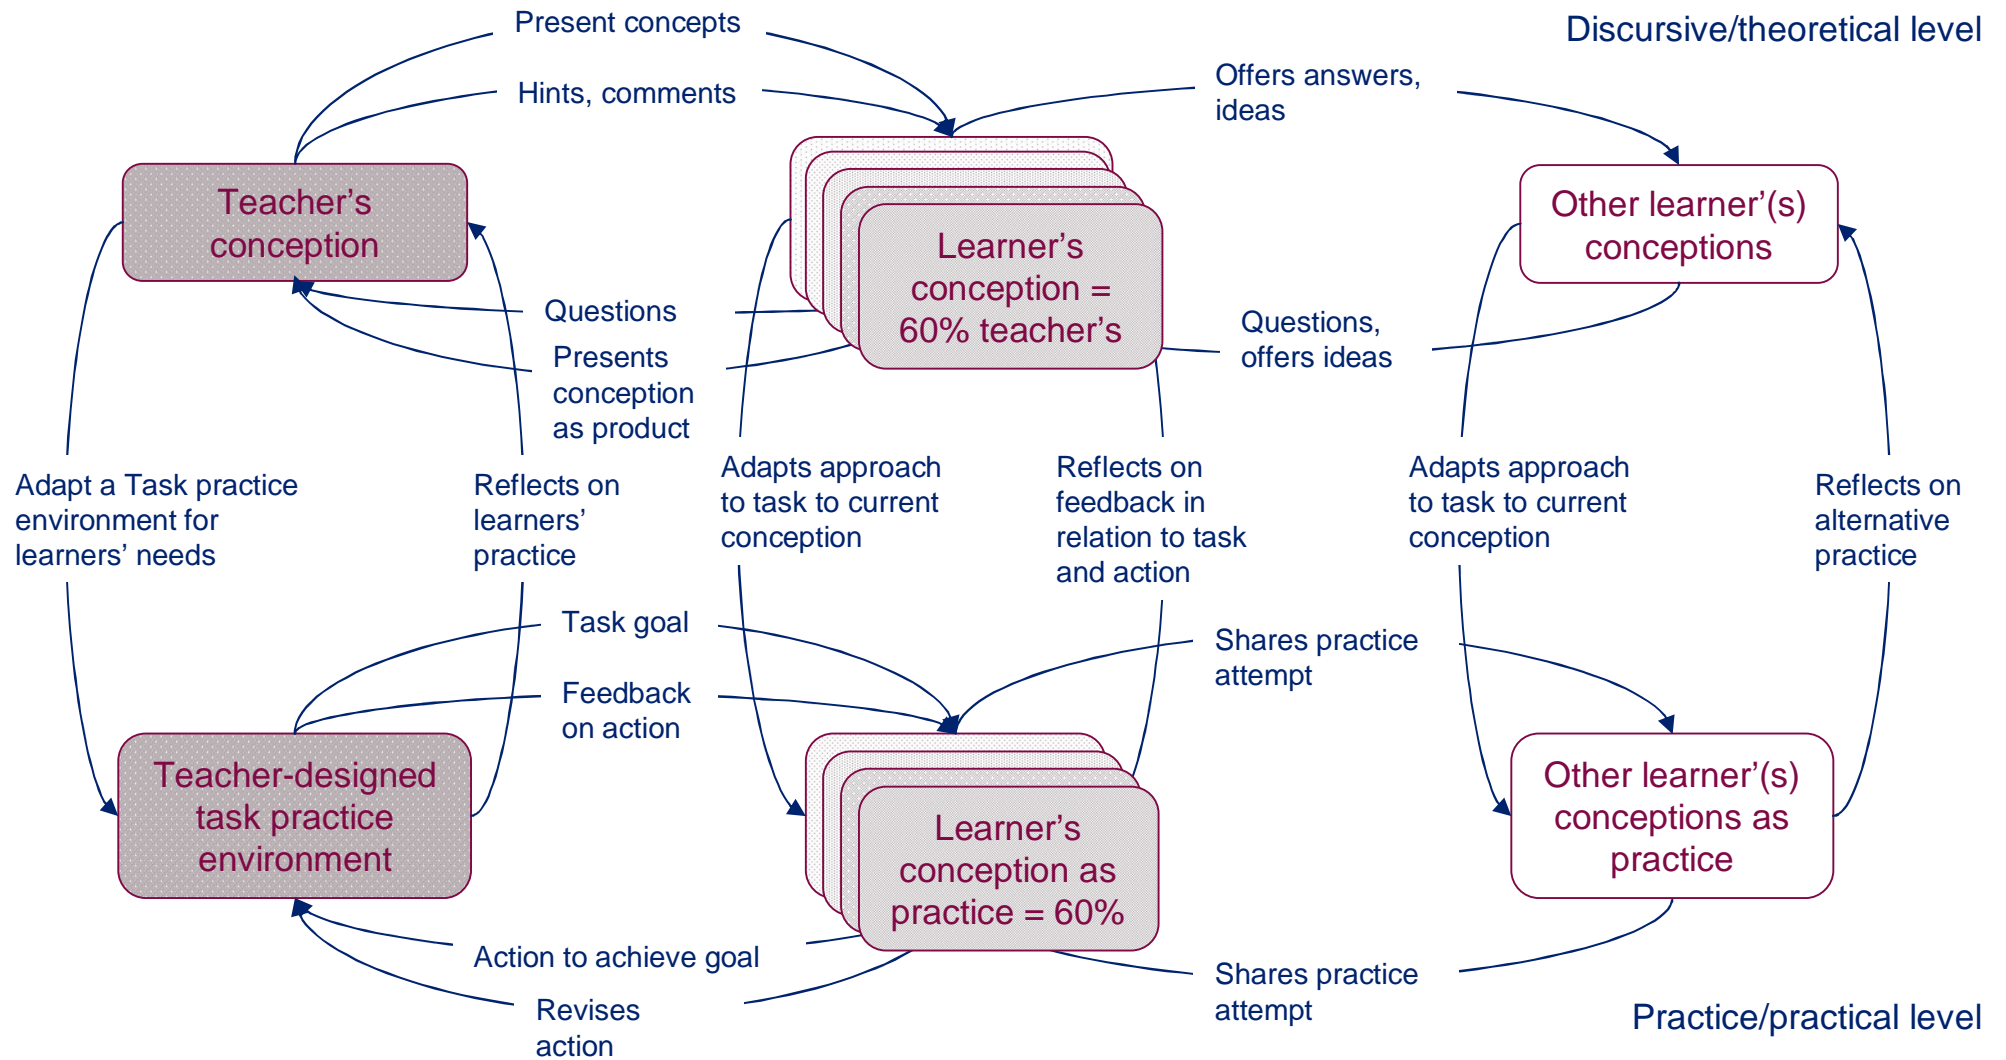 Present concepts
Discursive/theoretical level
Hints, comments
Offers answers,
ideas
Teacher’s
conception
Learner’s
conception =
60% teacher’s
Other learner’(s)
conceptions
Questions
Presents
conception
as product
Questions,
offers ideas
Adapt a Task practice
environment for
learners’ needs
Reflects on
learners’
practice
Adapts approach
to task to current
conception
Reflects on
feedback in
relation to task
and action
Adapts approach
to task to current
conception
Reflects on
alternative
practice
Task goal
Feedback
on action
Shares practice
attempt
Teacher-designed
task practice
environment
Learner’s
conception as
practice = 60%
Other learner’(s)
conceptions as
practice
Action to achieve goal
Revises
action
Shares practice
attempt
Practice/practical level